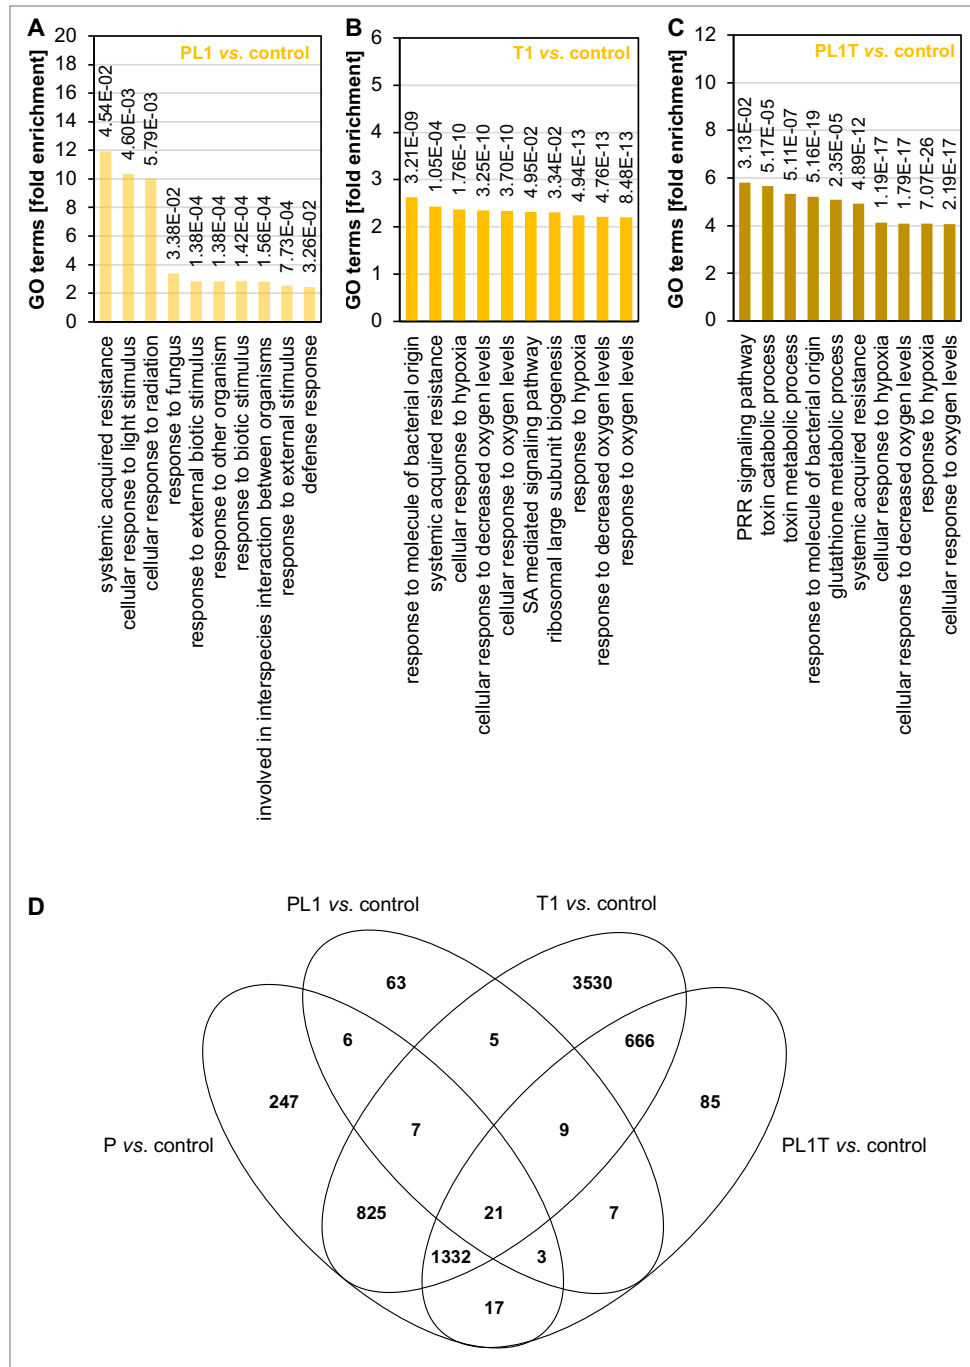 A
PL1 vs. control
GO terms [fold enrichment]
20
18
16
14
12
10
8
6
4
2
0
4.54E-02
4.60E-03
5.79E-03
3.38E-02
1.38E-04
1.38E-04
1.42E-04
1.56E-04
7.73E-04
3.26E-02
systemic acquired resistance
cellular response to light stimulus
cellular response to radiation
response to fungus
response to external biotic stimulus
response to other organism
response to biotic stimulus
involved in interspecies interaction between organisms
response to external stimulus
defense response
B
T1 vs. control
GO terms [fold enrichment]
6
5
4
3
2
1
0
3.21E-09
1.05E-04
1.76E-10
3.25E-10
3.70E-10
4.95E-02
3.34E-02
4.94E-13
4.76E-13
8.48E-13
response to molecule of bacterial origin
systemic acquired resistance
cellular response to hypoxia
cellular response to decreased oxygen levels
cellular response to oxygen levels
SA mediated signaling pathway
ribosomal large subunit biogenesis
response to hypoxia
response to decreased oxygen levels
response to oxygen levels
C
PL1T vs. control
GO terms [fold enrichment]
12
10
8
6
4
2
0
3.13E-02
5.17E-05
5.11E-07
5.16E-19
2.35E-05
4.89E-12
1.19E-17
1.79E-17
7.07E-26
2.19E-17
PRR signaling pathway
toxin catabolic process
toxin metabolic process
response to molecule of bacterial origin
glutathione metabolic process
systemic acquired resistance
cellular response to hypoxia
cellular response to decreased oxygen levels
response to hypoxia
cellular response to oxygen levels
D
PL1 vs. control
T1 vs. control
P vs. control
PL1T vs. control
63
3530
6
5
666
247
7
9
85
825
21
7
1332
3
17